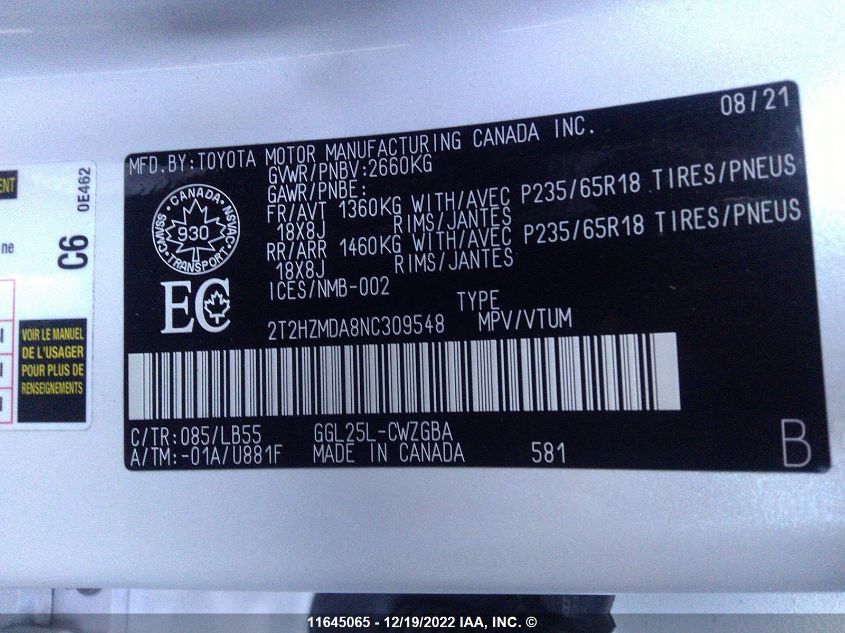 08/21
MFD.BY:TOYOTA MOTOR MANUFACTURING CANADA INC.
GVWR/PNBV:2660KG
GAWR/PNBE:
FR/AVT 1360KG WITH/AVEC P235/65R18 TIRES/PNEUS
18X8J RIMS/JANTES
RR/ARR 1460KG WITH/AVEC P235/65R18 TIRES/PNEUS
18X8J RIMS/JANTES
ICES/NMB-002
CANADA
CMVSS NSVAC
930
TRANSPORT
EC
TYPE
2T2HZMDA8NC309548 MPV/VTUM
C/TR:085/LB55 GGL25L-CWZGBA
A/TM:-01A/U881F MADE IN CANADA 581
B
0E462
C6
ne
VOIR LE MANUEL
DE L'USAGER
POUR PLUS DE
RENSEIGNEMENTS
11645065 - 12/19/2022 IAA, INC. ©